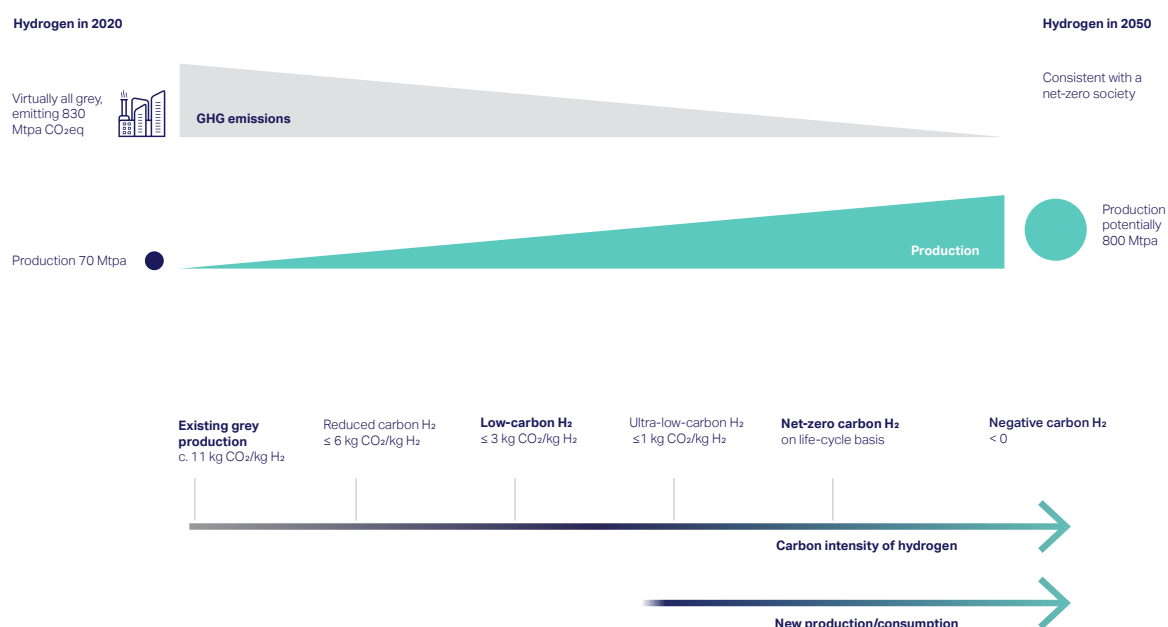 Hydrogen in 2020
Hydrogen in 2050
Virtually all grey,
emitting 830
Mtpa CO₂eq
GHG emissions
Consistent with a
net-zero society
Production 70 Mtpa
Production
Production
potentially
800 Mtpa
Existing grey
production
c. 11 kg CO₂/kg H₂
Reduced carbon H₂
≤ 6 kg CO₂/kg H₂
Low-carbon H₂
≤ 3 kg CO₂/kg H₂
Ultra-low-carbon H₂
≤1 kg CO₂/kg H₂
Net-zero carbon H₂
on life-cycle basis
Negative carbon H₂
< 0
Carbon intensity of hydrogen
New production/consumption